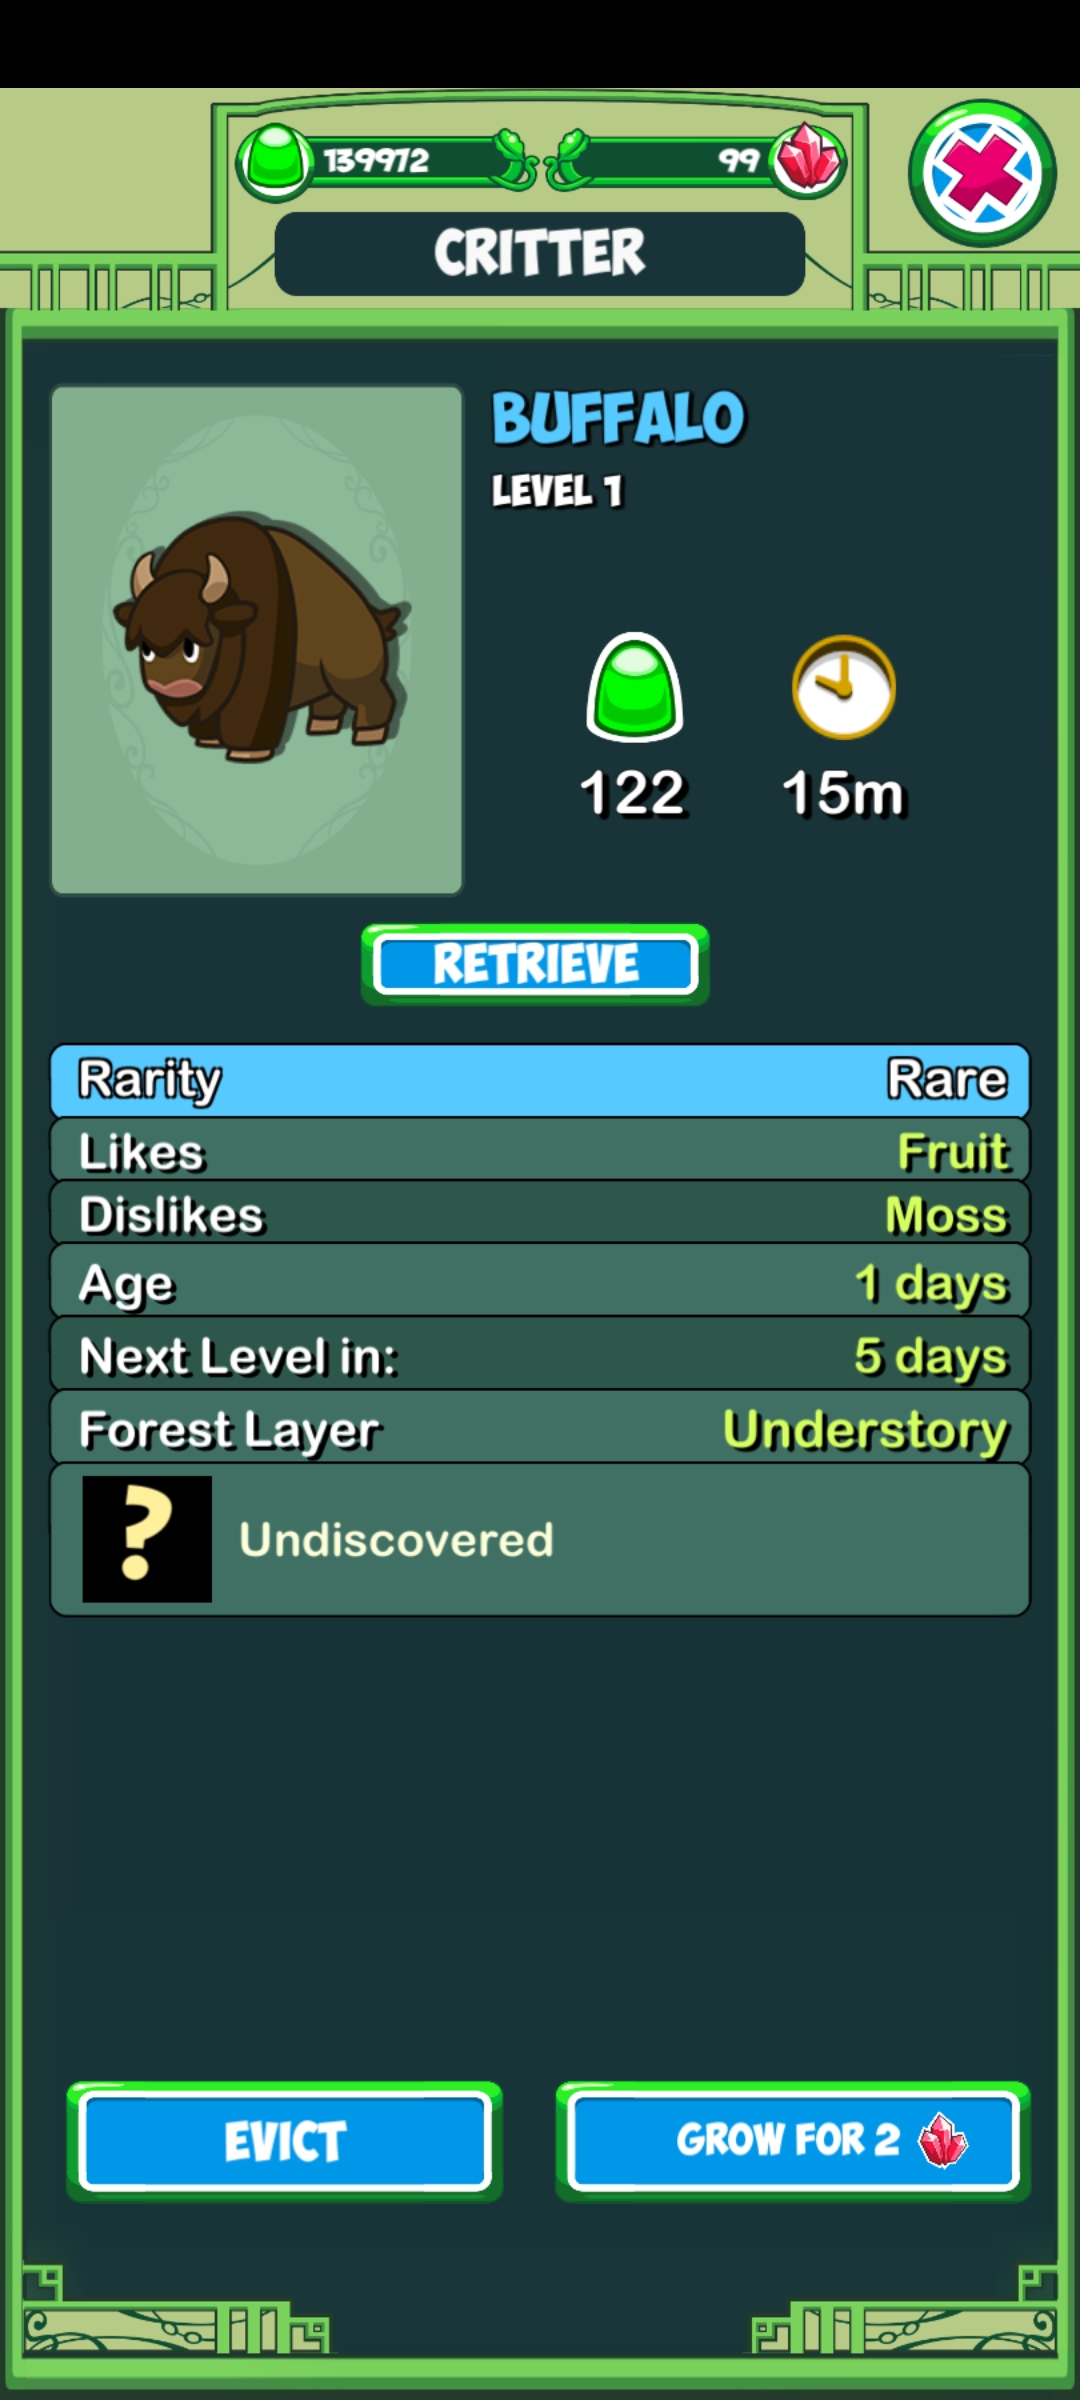 139972
99
CRITTER
BUFFALO
LEVEL 1
122
15m
RETRIEVE
Rarity Rare
Likes Fruit
Dislikes Moss
Age 1 days
Next Level in: 5 days
Forest Layer Understory
? Undiscovered
EVICT
GROW FOR 2